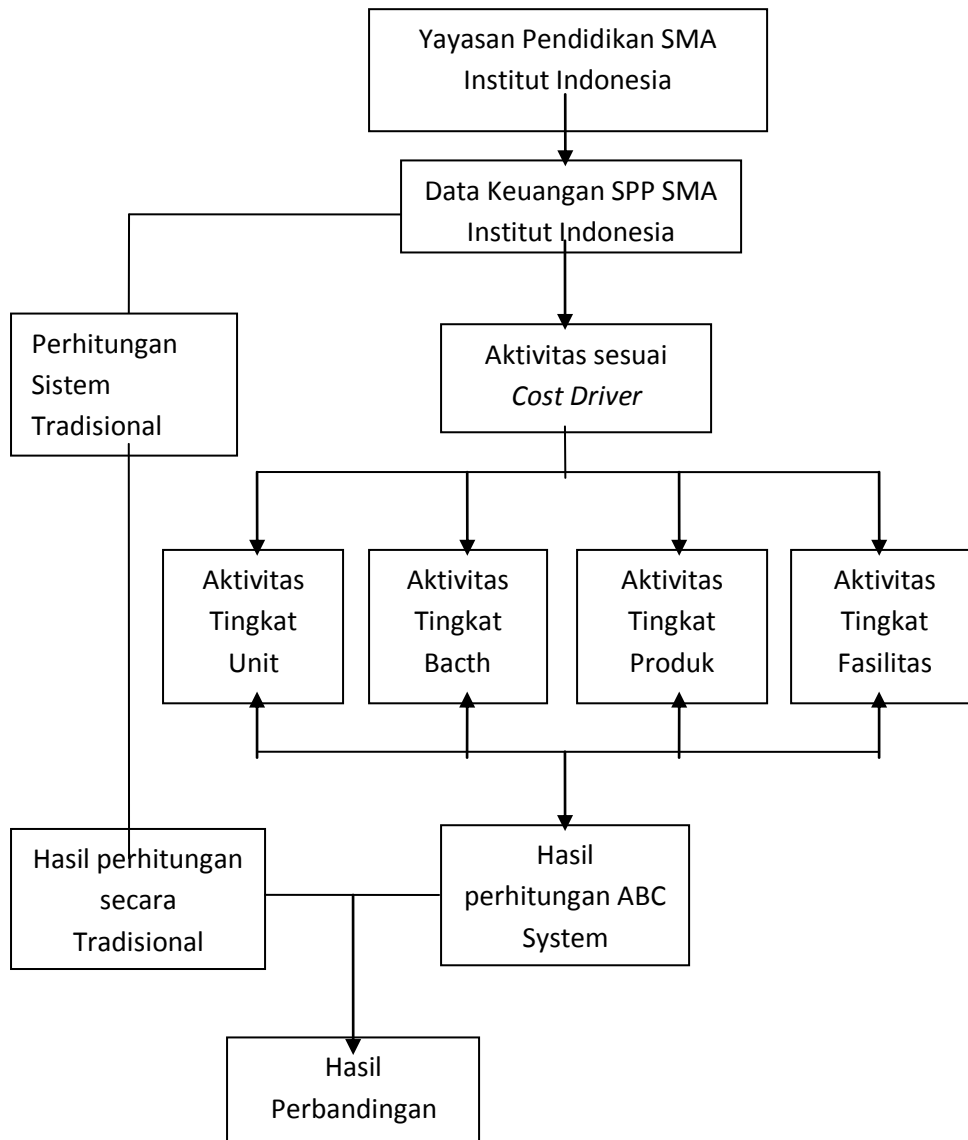 Yayasan Pendidikan SMA
Institut Indonesia
Data Keuangan SPP SMA
Institut Indonesia
Perhitungan
Sistem
Tradisional
Aktivitas sesuai
Cost Driver
Aktivitas
Tingkat
Unit
Aktivitas
Tingkat
Bacth
Aktivitas
Tingkat
Produk
Aktivitas
Tingkat
Fasilitas
Hasil perhitungan
secara
Tradisional
Hasil
perhitungan ABC
System
Hasil
Perbandingan